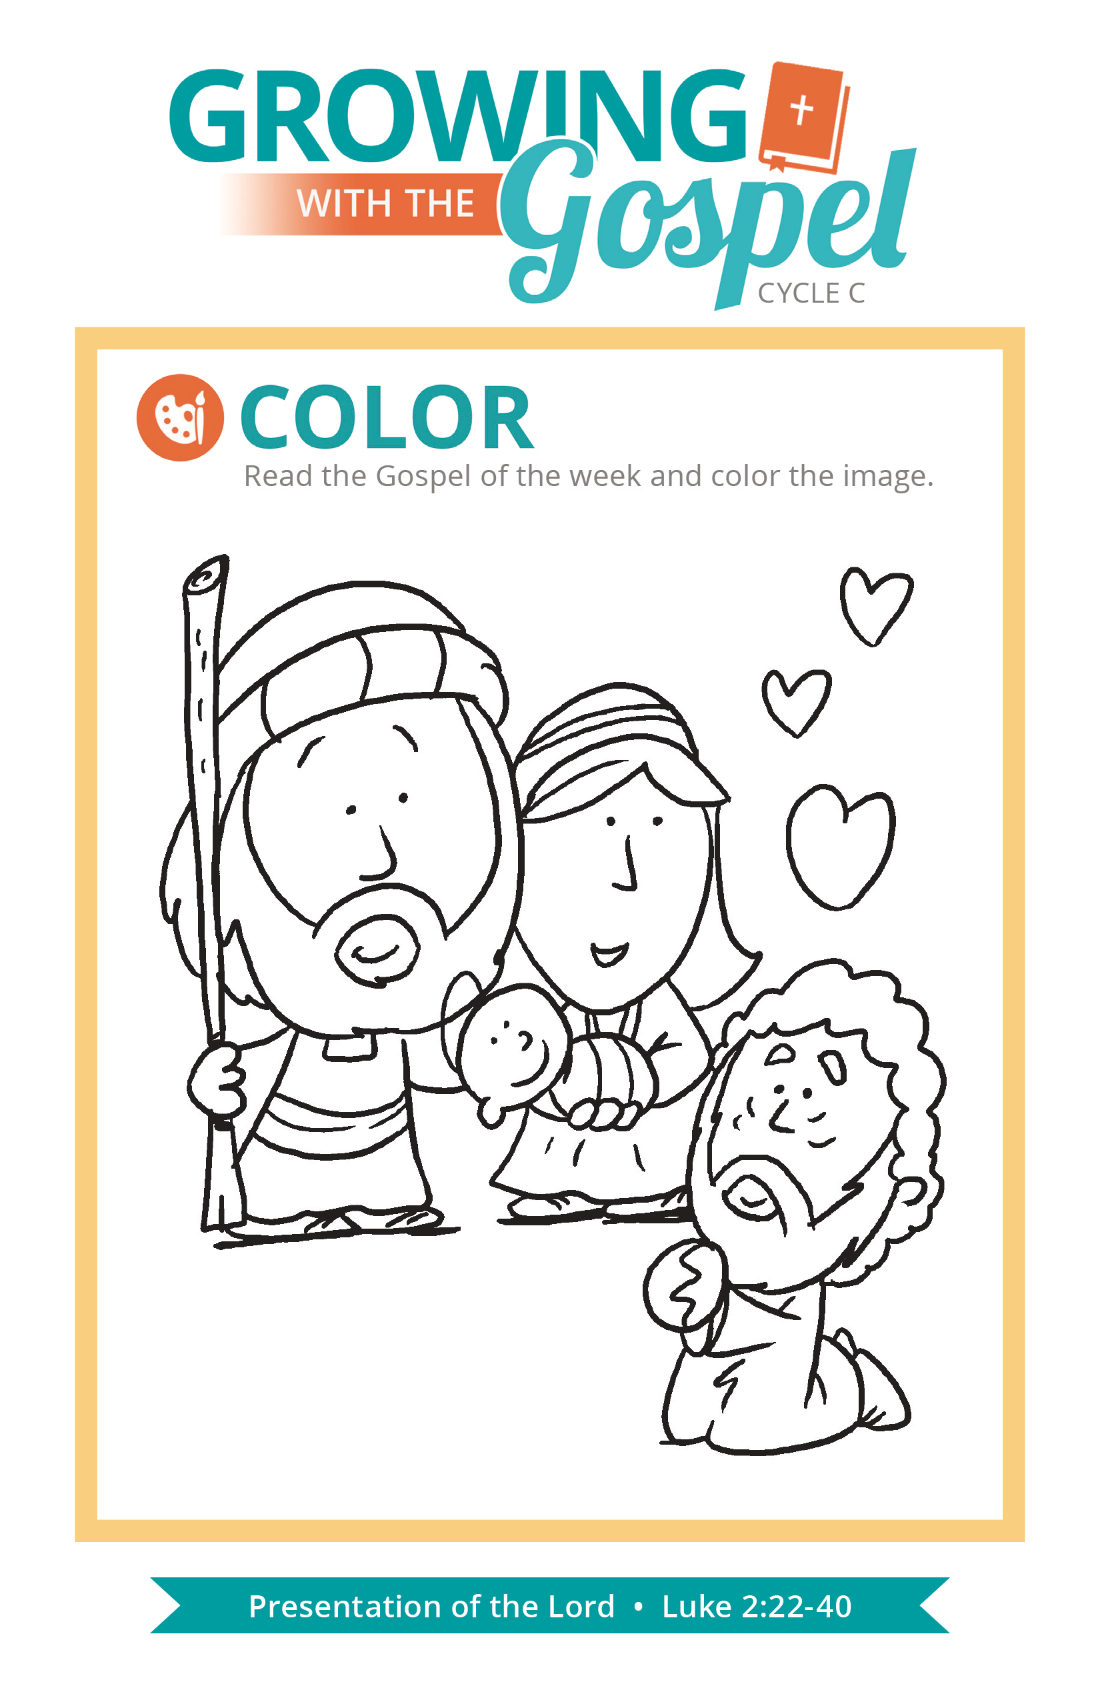 GROWING
WITH THE Gospel
CYCLE C
COLOR
Read the Gospel of the week and color the image.
Presentation of the Lord • Luke 2:22-40